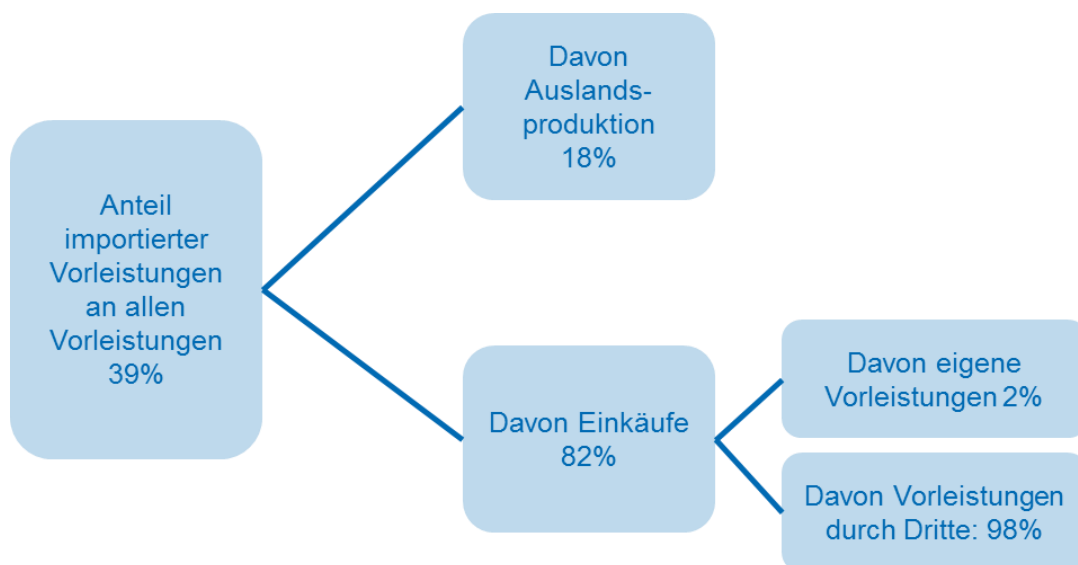 Anteil
importierter
Vorleistungen
an allen
Vorleistungen
39%
Davon
Auslands-
produktion
18%
Davon Einkäufe
82%
Davon eigene
Vorleistungen 2%
Davon Vorleistungen
durch Dritte: 98%